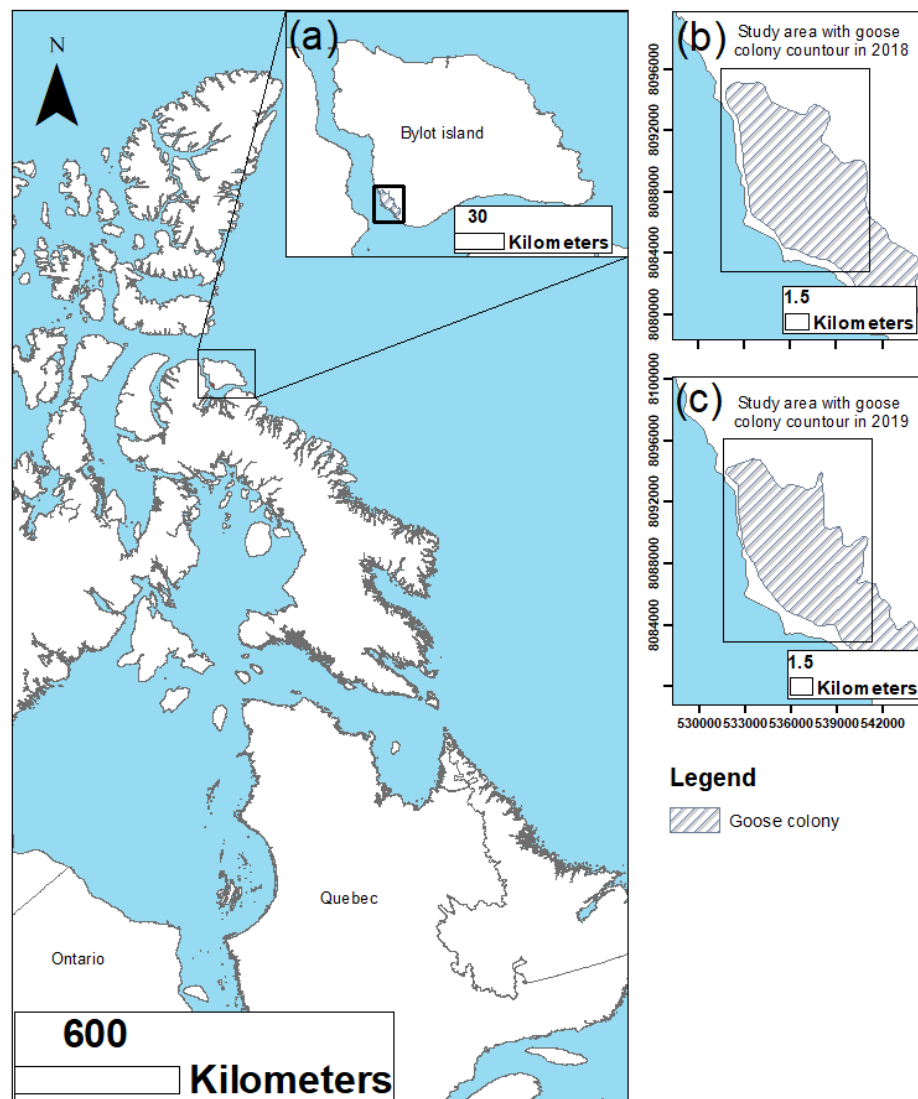 N
(a)
Bylot island
30
Kilometers
Quebec
Ontario
600
Kilometers
(b)
Study area with goose
colony countour in 2018
8096000
8092000
8088000
8084000
8080000
1.5
Kilometers
(c)
Study area with goose
colony countour in 2019
8100000
8096000
8092000
8088000
8084000
1.5
Kilometers
530000 533000 536000 539000 542000
Legend
Goose colony